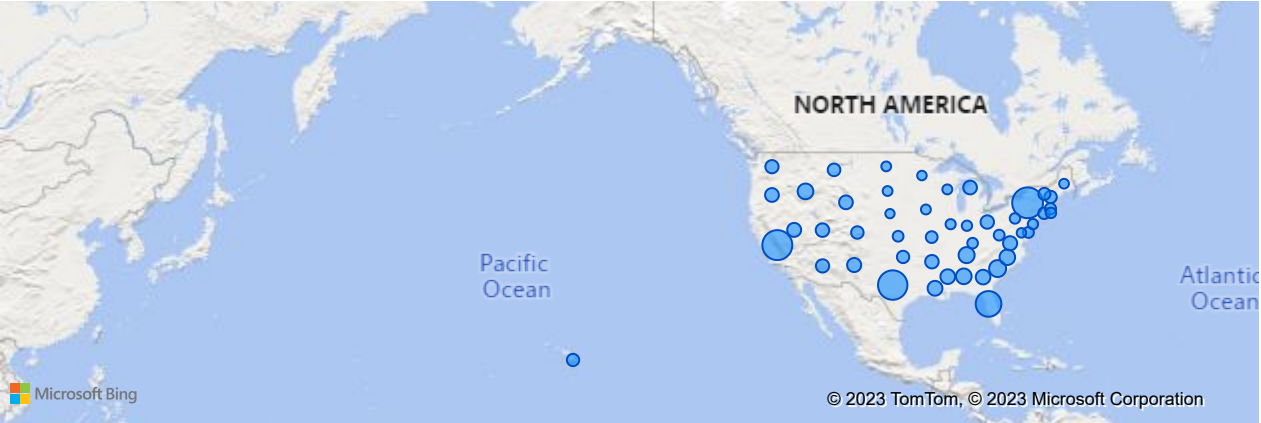 NORTH AMERICA
Pacific
Ocean
Atlantic
Ocean
Microsoft Bing
© 2023 TomTom, © 2023 Microsoft Corporation